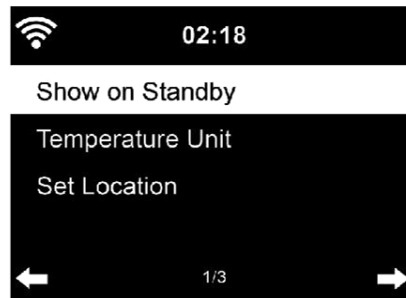 02:18
Show on Standby
Temperature Unit
Set Location
1/3